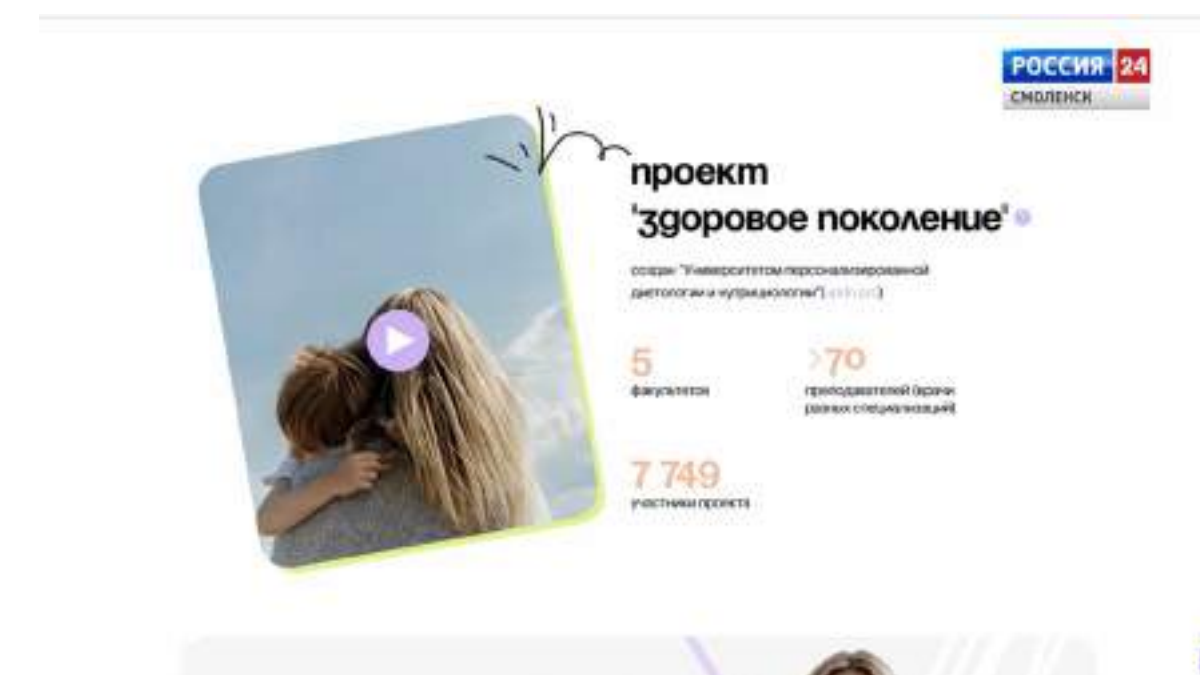 РОССИЯ 24
СМОЛЕНСК
проект
'здоровое поколение'
создан "Университетом персонализированной
диетологии и нутрициологии"
5
факультетов
>70
преподавателей (врачи
разных специализаций)
7 749
участники проекта